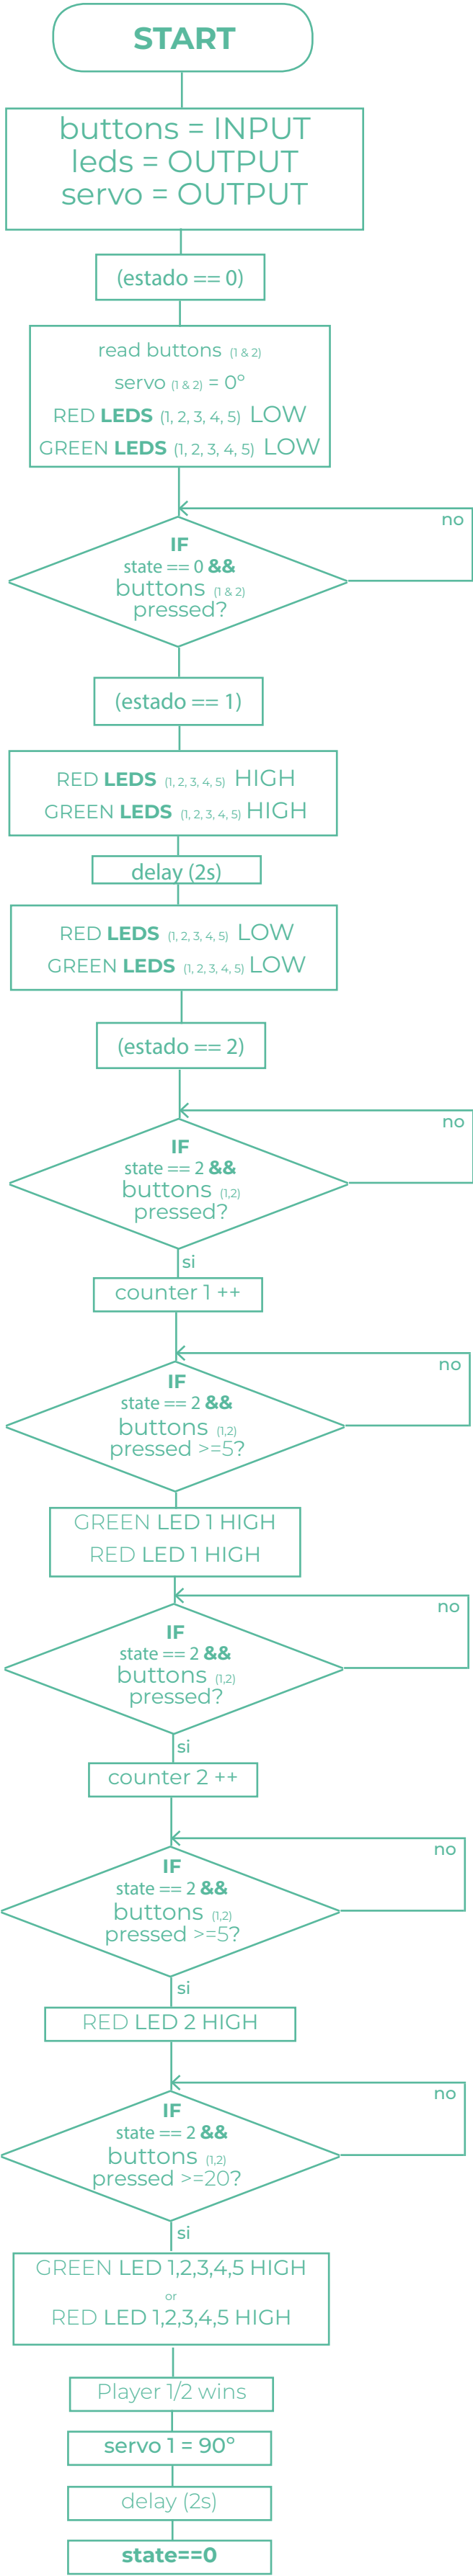 START
buttons = INPUT
leds = OUTPUT
servo = OUTPUT
(estado == 0)
read buttons (1 & 2)
servo (1 & 2) = 0º
RED LEDS (1, 2, 3, 4, 5) LOW
GREEN LEDS (1, 2, 3, 4, 5) LOW
no
IF
state == 0 &&
buttons (1 & 2)
pressed?
(estado == 1)
RED LEDS (1, 2, 3, 4, 5) HIGH
GREEN LEDS (1, 2, 3, 4, 5) HIGH
delay (2s)
RED LEDS (1, 2, 3, 4, 5) LOW
GREEN LEDS (1, 2, 3, 4, 5) LOW
(estado == 2)
no
IF
state == 2 &&
buttons (1,2)
pressed?
si
counter 1 ++
no
IF
state == 2 &&
buttons (1,2)
pressed >=5?
GREEN LED 1 HIGH
RED LED 1 HIGH
no
IF
state == 2 &&
buttons (1,2)
pressed?
si
counter 2 ++
no
IF
state == 2 &&
buttons (1,2)
pressed >=5?
si
RED LED 2 HIGH
no
IF
state == 2 &&
buttons (1,2)
pressed >=20?
si
GREEN LED 1,2,3,4,5 HIGH
or
RED LED 1,2,3,4,5 HIGH
Player 1/2 wins
servo 1 = 90º
delay (2s)
state==0